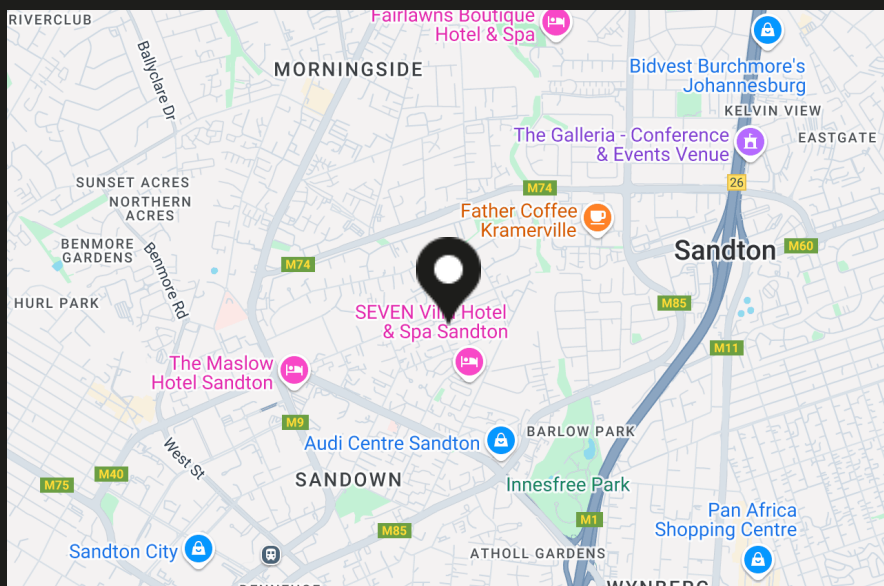 RIVERCLUB
Fairlawns Boutique
Hotel & Spa
Ballyclare Dr
MORNINGSIDE
Bidvest Burchmore's
Johannesburg
KELVIN VIEW
The Galleria - Conference
& Events Venue
EASTGATE
SUNSET ACRES
NORTHERN
ACRES
M74
26
Father Coffee
Kramerville
BENMORE
GARDENS
Benmore Rd
M74
Sandton
M60
HURL PARK
SEVEN Villa Hotel
& Spa Sandton
M85
M11
The Maslow
Hotel Sandton
M9
Audi Centre Sandton
BARLOW PARK
West St
M40
M75
SANDOWN
Innesfree Park
M1
Pan Africa
Shopping Centre
M85
Sandton City
ATHOLL GARDENS
WYNBERG